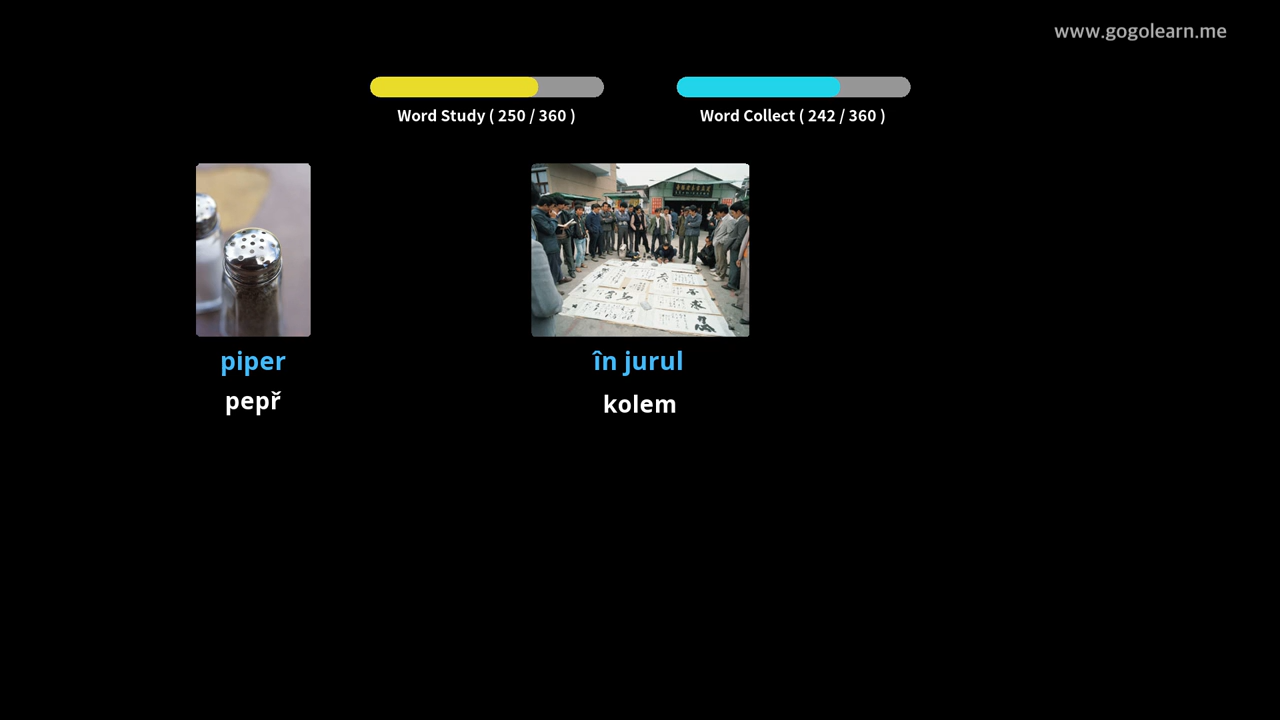 www.gogolearn.me
Word Study ( 250 / 360 )
Word Collect ( 242 / 360 )
piper
în jurul
pepř
kolem